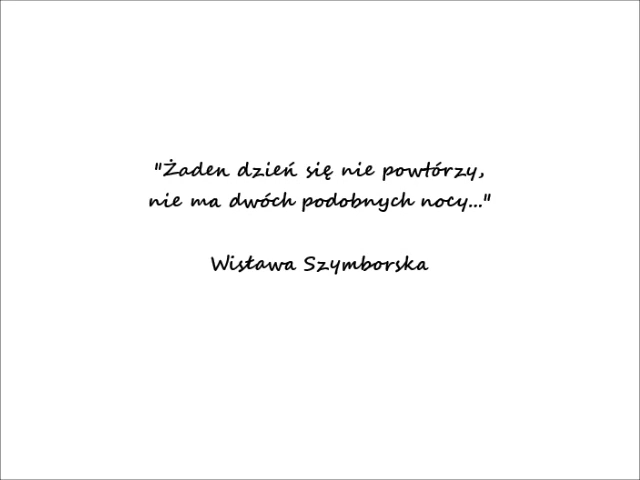 "Żaden dzień się nie powtórzy,
nie ma dwóch podobnych nocy..."
Wisława Szymborska